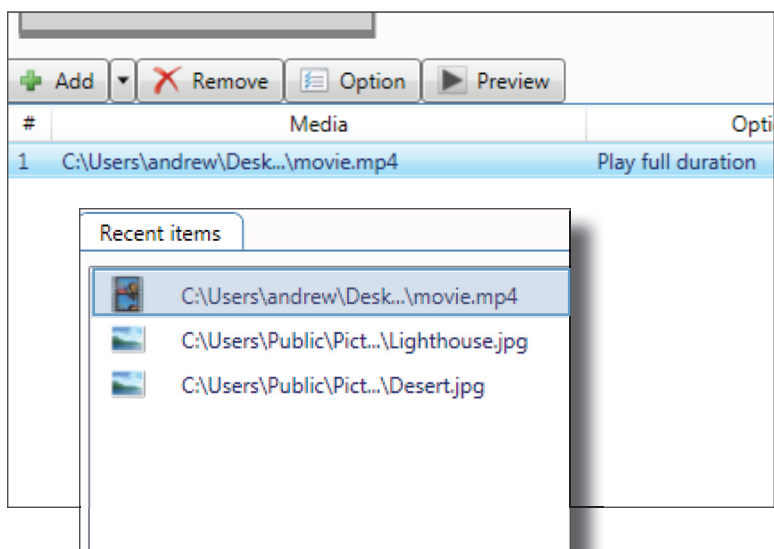 Add Remove Option Preview
# Media Opti
1 C:\Users\andrew\Desk...\movie.mp4 Play full duration
Recent items
C:\Users\andrew\Desk...\movie.mp4
C:\Users\Public\Pict...\Lighthouse.jpg
C:\Users\Public\Pict...\Desert.jpg